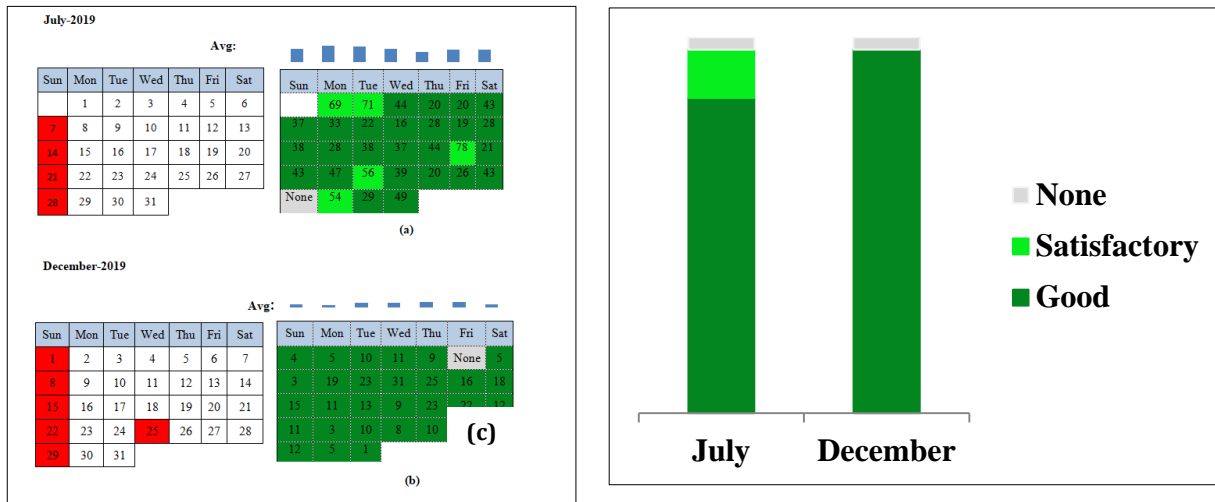 July-2019
Avg:
Sun Mon Tue Wed Thu Fri Sat
1 2 3 4 5 6
7 8 9 10 11 12 13
14 15 16 17 18 19 20
21 22 23 24 25 26 27
28 29 30 31
Sun Mon Tue Wed Thu Fri Sat
69 71 44 20 20 43
37 33 22 16 28 19 28
38 28 38 37 44 78 21
43 47 56 39 20 26 43
None 54 29 49
(a)
December-2019
Avg:
Sun Mon Tue Wed Thu Fri Sat
1 2 3 4 5 6 7
8 9 10 11 12 13 14
15 16 17 18 19 20 21
22 23 24 25 26 27 28
29 30 31
Sun Mon Tue Wed Thu Fri Sat
4 5 10 11 9 None 5
3 19 23 31 25 16 18
15 11 13 9 23 22 12
11 3 10 8 10
12 5 1
(c)
(b)
None
Satisfactory
Good
July December